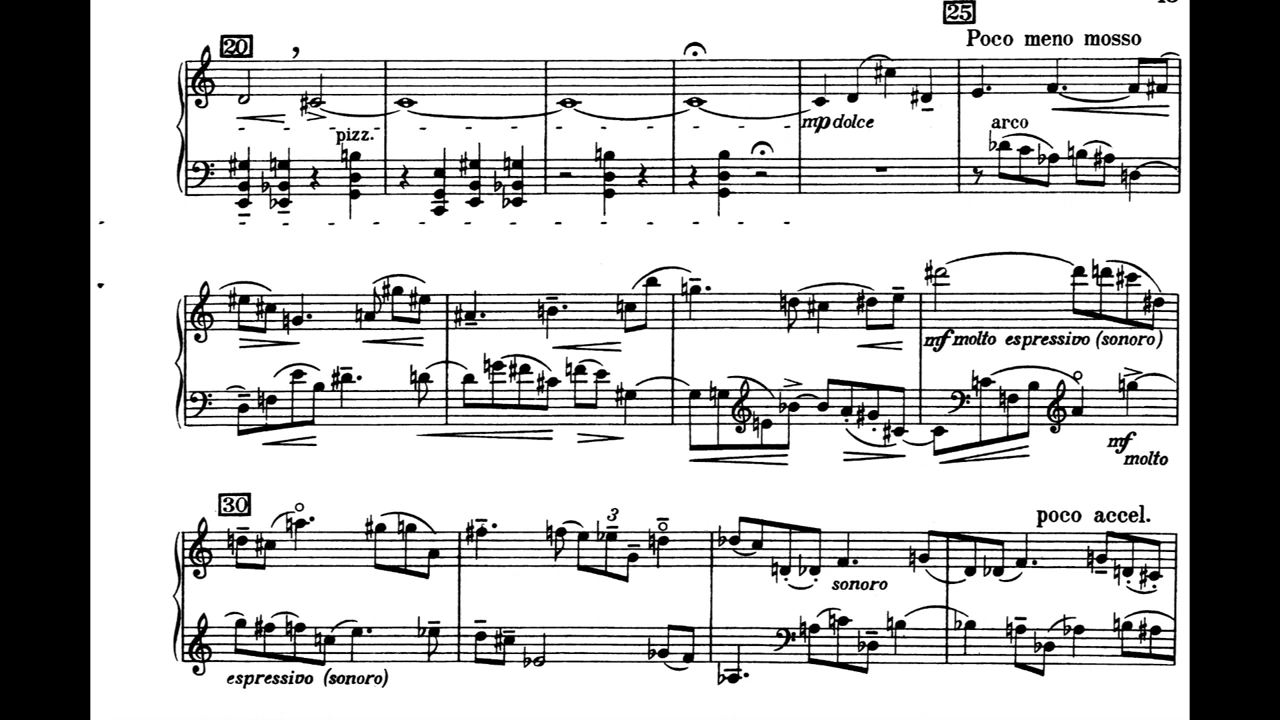 25
20
Poco meno mosso
pizz.
mp dolce
arco
mf molto espressivo (sonoro)
mf
molto
30
3
poco accel.
sonoro
espressivo (sonoro)